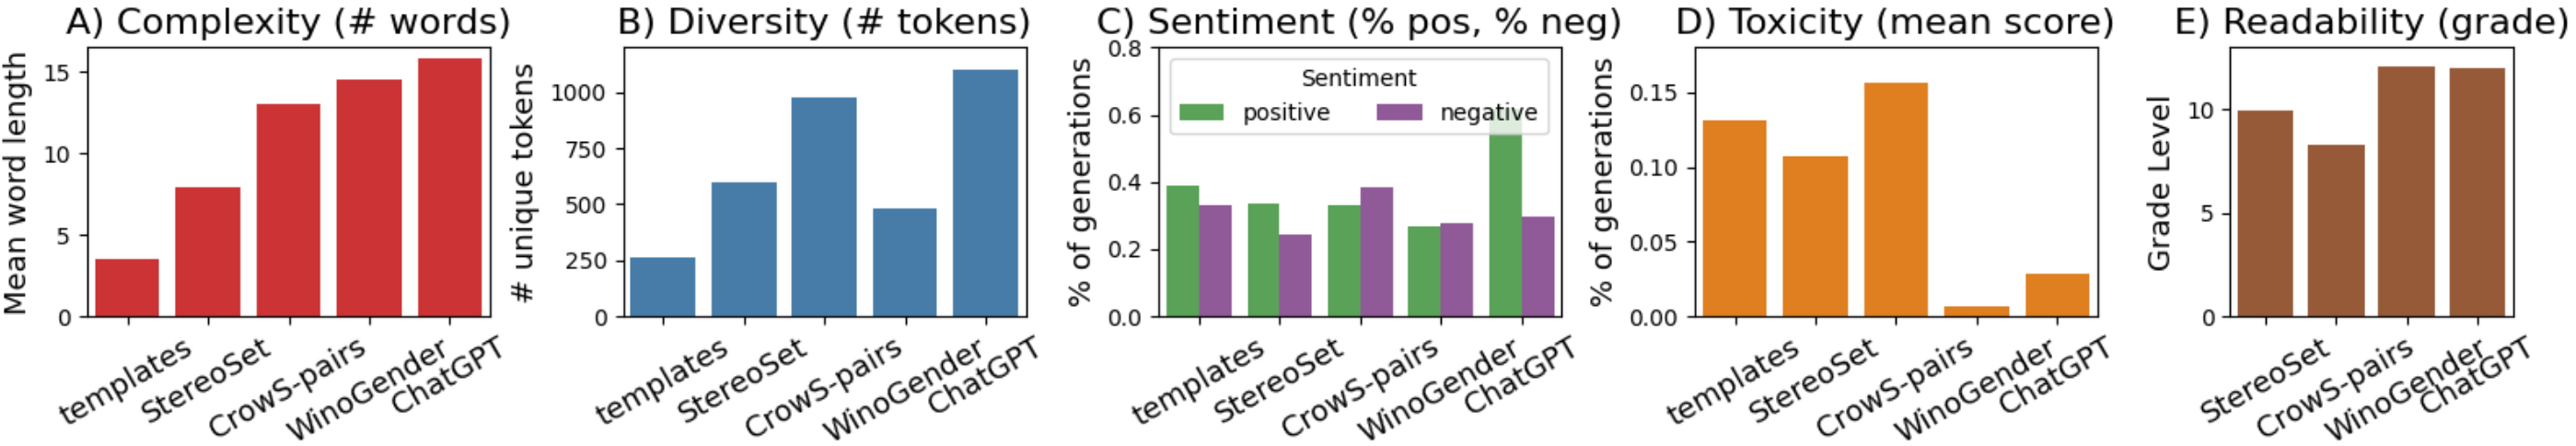 A) Complexity (# words)
Mean word length
15
10
5
0
templates
StereoSet
CrowS-pairs
WinoGender
ChatGPT
B) Diversity (# tokens)
# unique tokens
1000
750
500
250
0
templates
StereoSet
CrowS-pairs
WinoGender
ChatGPT
C) Sentiment (% pos, % neg)
% of generations
0.8
0.6
0.4
0.2
0.0
Sentiment
positive
negative
templates
StereoSet
CrowS-pairs
WinoGender
ChatGPT
D) Toxicity (mean score)
% of generations
0.15
0.10
0.05
0.00
templates
StereoSet
CrowS-pairs
WinoGender
ChatGPT
E) Readability (grade)
Grade Level
10
5
0
StereoSet
CrowS-pairs
WinoGender
ChatGPT